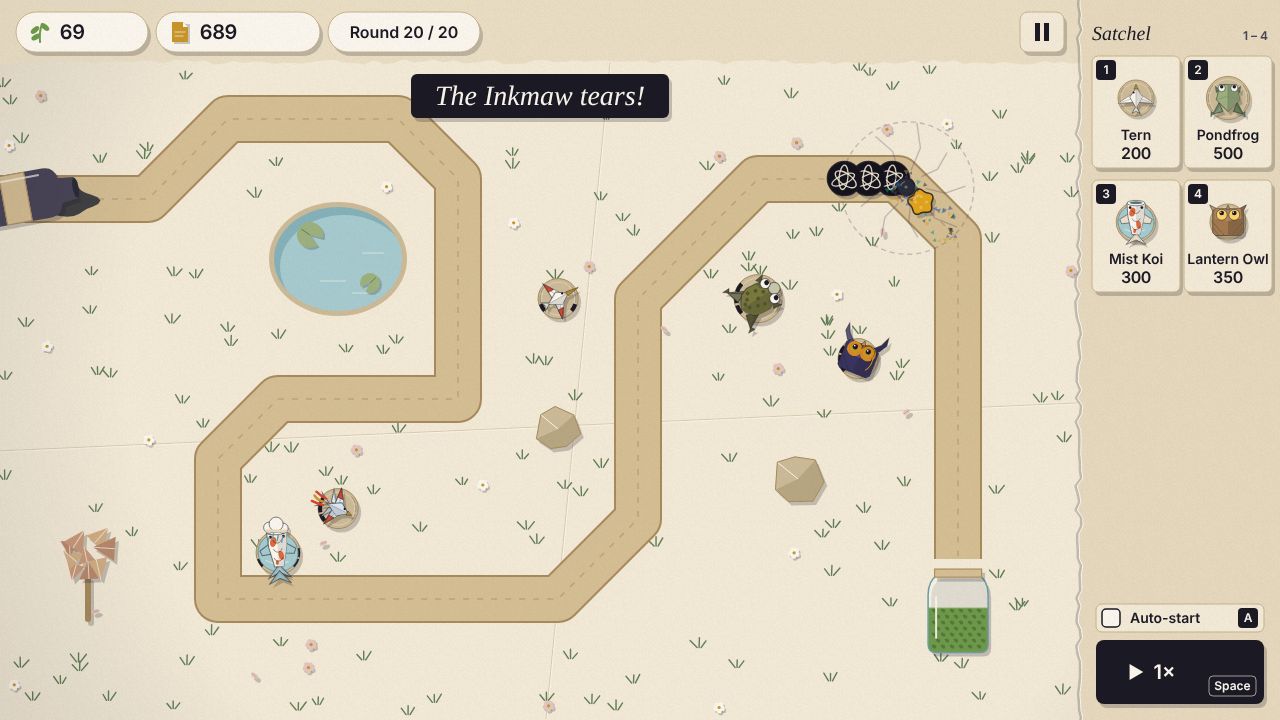 69
689
Round 20 / 20
The Inkmaw tears!
Satchel
1–4
1
Tern
200
2
Pondfrog
500
3
Mist Koi
300
4
Lantern Owl
350
Auto-start
A
1×
Space